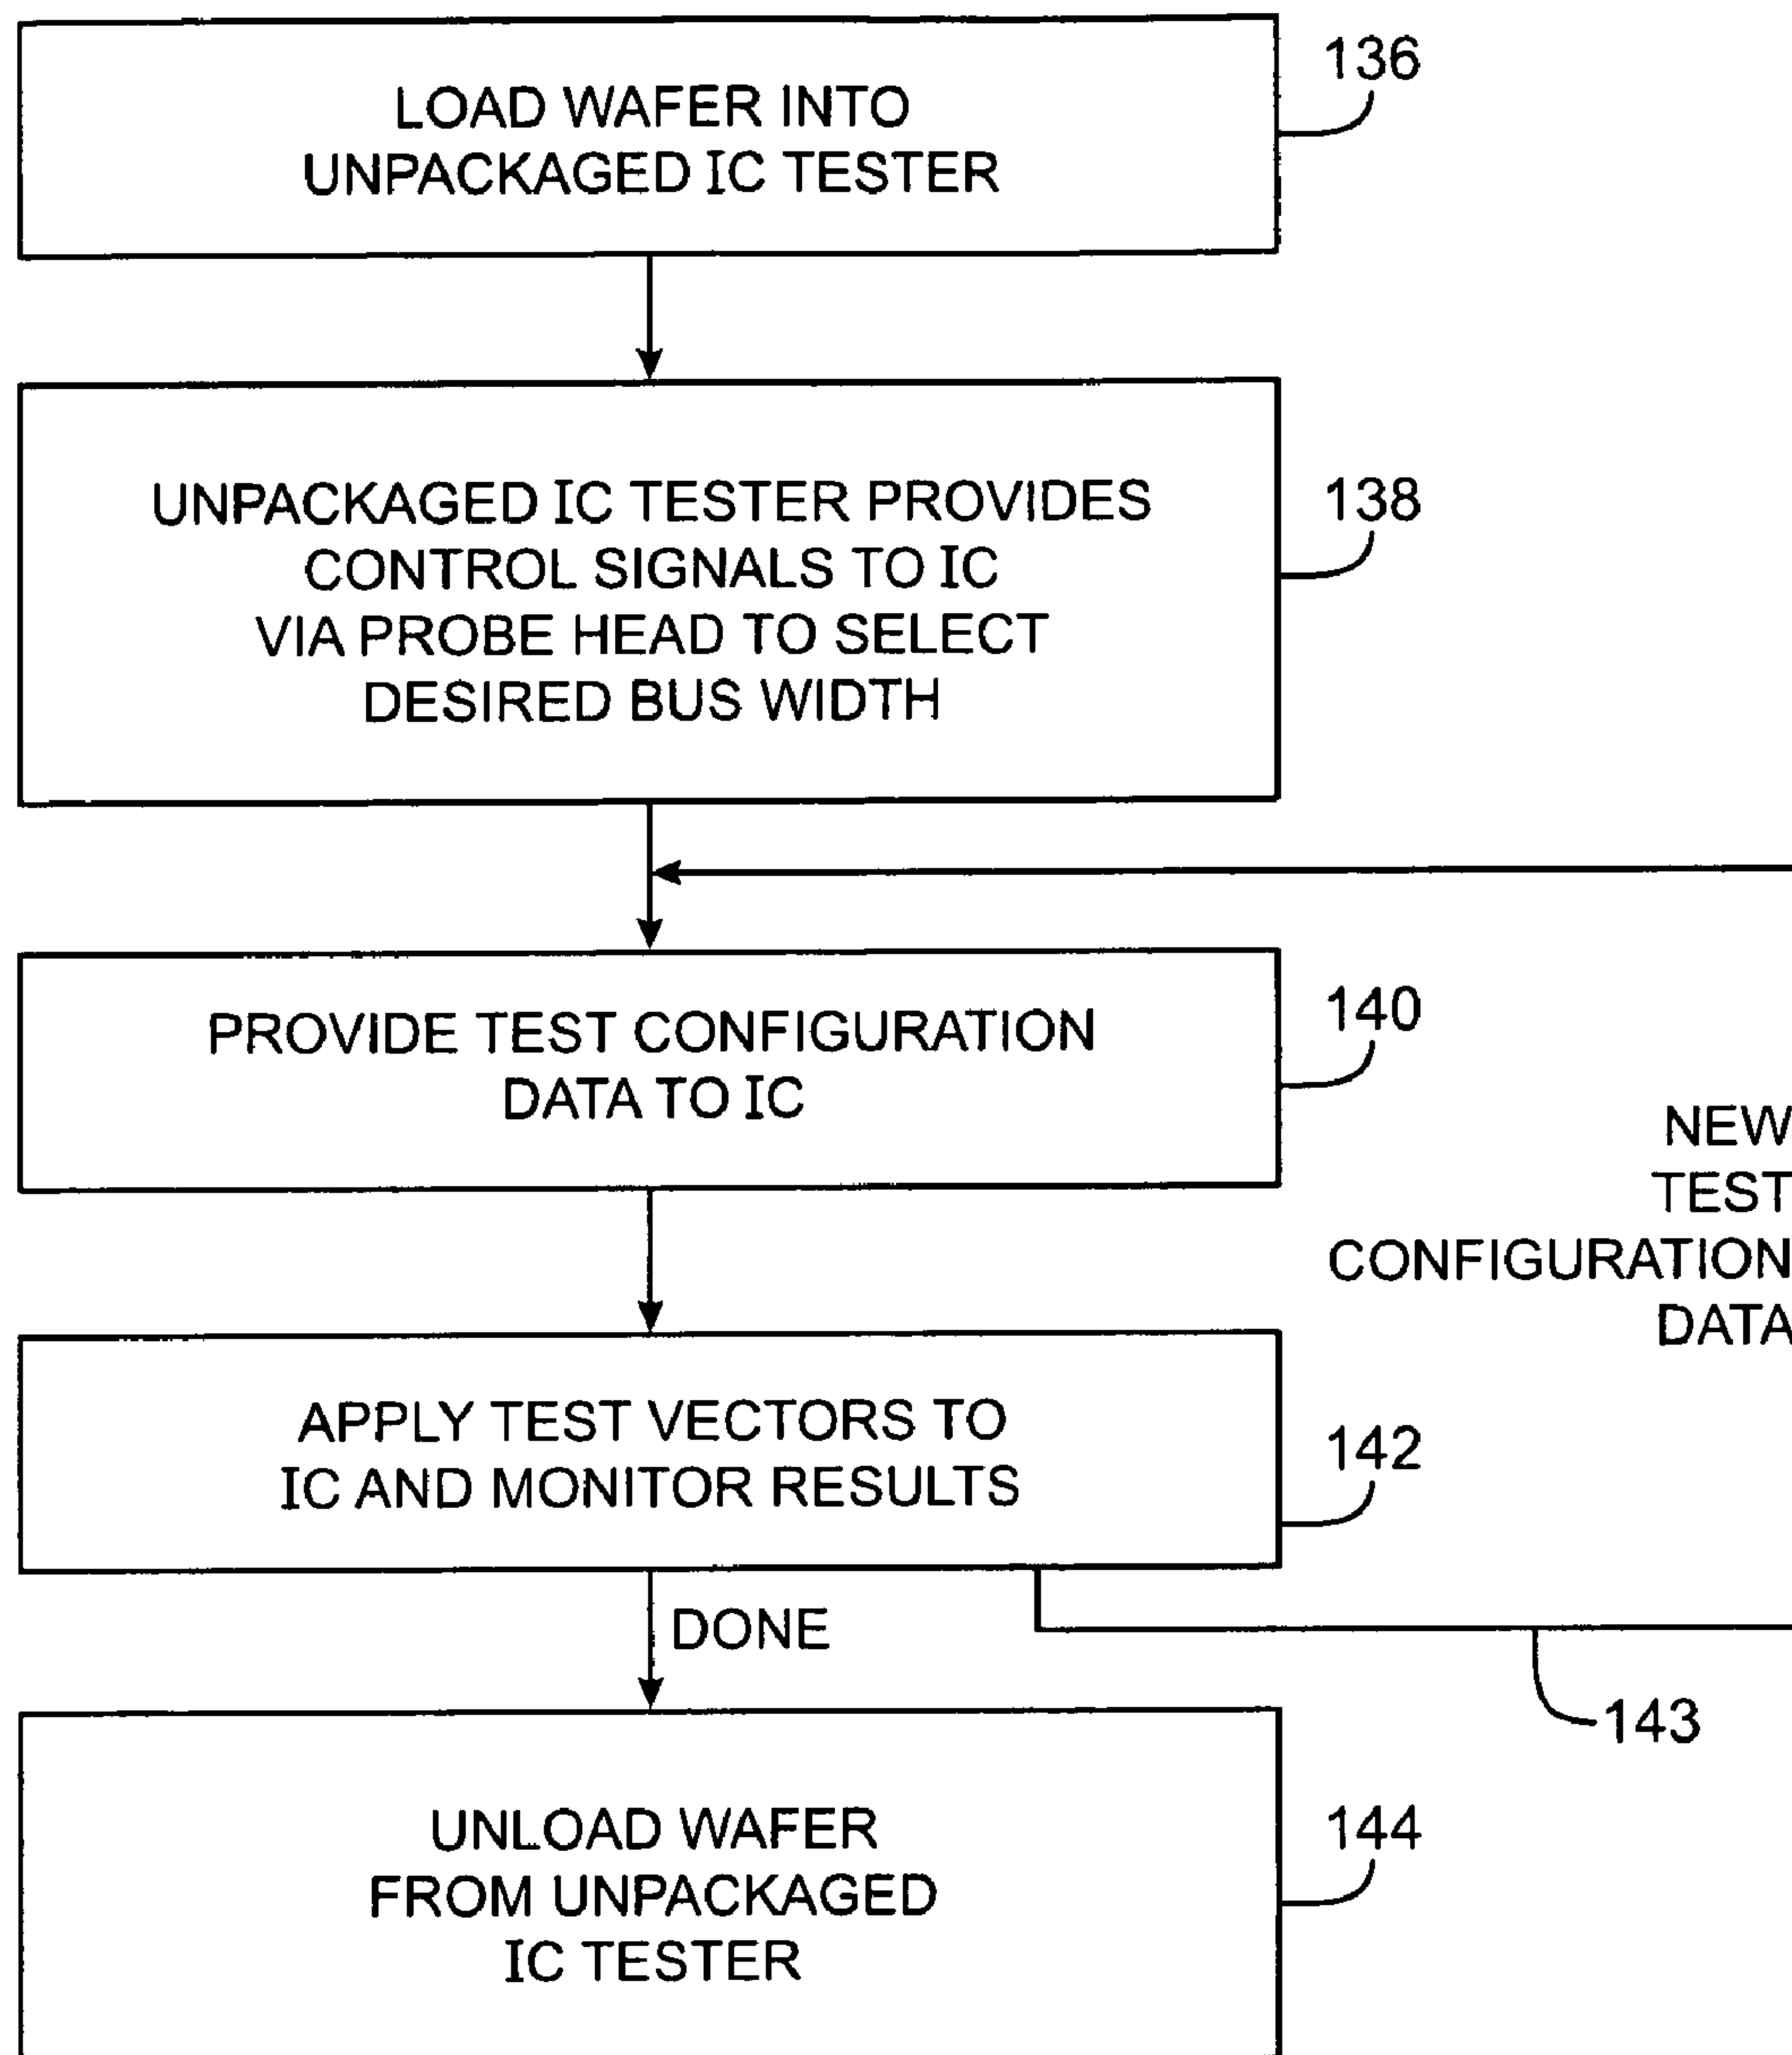 LOAD WAFER INTO
UNPACKAGED IC TESTER
136
UNPACKAGED IC TESTER PROVIDES
CONTROL SIGNALS TO IC
VIA PROBE HEAD TO SELECT
DESIRED BUS WIDTH
138
PROVIDE TEST CONFIGURATION
DATA TO IC
140
NEW
TEST
CONFIGURATION
DATA
APPLY TEST VECTORS TO
IC AND MONITOR RESULTS
142
DONE
143
UNLOAD WAFER
FROM UNPACKAGED
IC TESTER
144